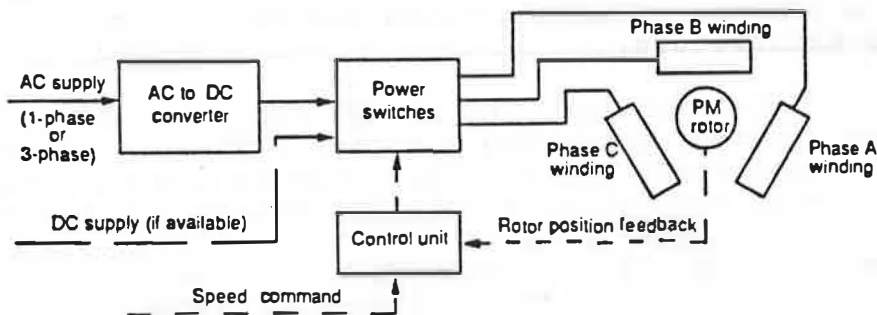 Phase B winding
AC supply
(1-phase
or
3-phase)
AC to DC
converter
Power
switches
PM
rotor
Phase C
winding
Phase A
winding
DC supply (if available)
Control unit
Rotor position feedback
Speed command